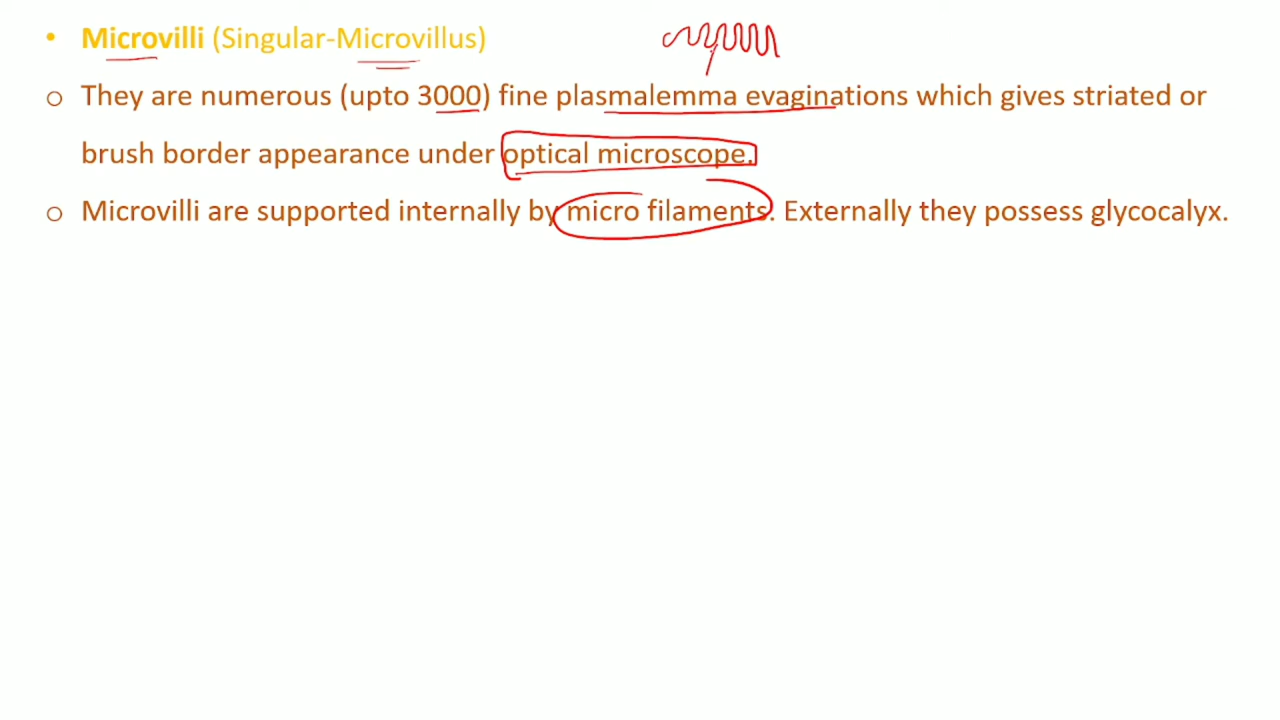 • Microvilli (Singular-Microvillus)
o They are numerous (upto 3000) fine plasmalemma evaginations which gives striated or
brush border appearance under optical microscope.
o Microvilli are supported internally by micro filaments. Externally they possess glycocalyx.